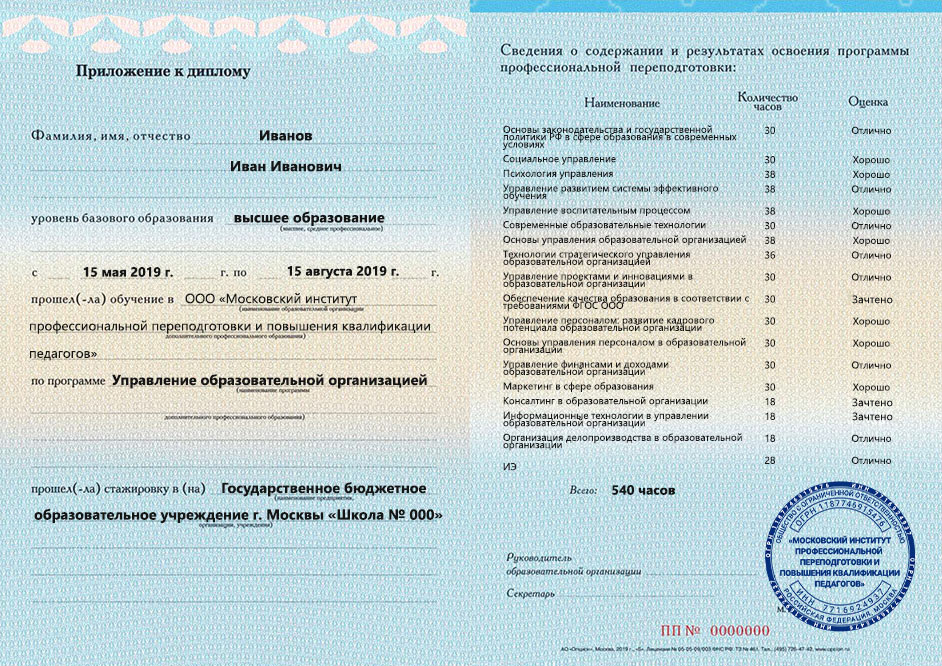 Приложение к диплому
Фамилия, имя, отчество Иванов
Иван Иванович
уровень базового образования высшее образование
(высшее, среднее профессиональное)
с 15 мая 2019 г. г. по 15 августа 2019 г. г.
прошел(-ла) обучение в ООО «Московский институт
(наименование образовательной организации
профессиональной переподготовки и повышения квалификации
дополнительного профессионального образования)
педагогов»
по программе Управление образовательной организацией
(наименование программы
дополнительного профессионального образования)
прошел(-ла) стажировку в (на) Государственное бюджетное
(наименование предприятия,
образовательное учреждение г. Москвы «Школа № 000»
организации, учреждения)
Сведения о содержании и результатах освоения программы
профессиональной переподготовки:
Наименование Количество часов Оценка
Основы законодательства и государственной 30 Отлично
политики РФ в сфере образования в современных
условиях
Социальное управление 30 Хорошо
Психология управления 38 Хорошо
Управление развитием системы эффективного 38 Отлично
обучения
Управление воспитательным процессом 38 Хорошо
Современные образовательные технологии 30 Отлично
Основы управления образовательной организацией 38 Хорошо
Технологии стратегического управления 36 Отлично
образовательной организацией
Управление проектами и инновациями в 30 Отлично
образовательной организации
Обеспечение качества образования в соответствии с 30 Зачтено
требованиями ФГОС ООО
Управление персоналом: развитие кадрового 30 Хорошо
потенциала образовательной организации
Основы управления персоналом в образовательной 30 Хорошо
организации
Управление финансами и доходами 30 Отлично
образовательной организации
Маркетинг в сфере образования 30 Хорошо
Консалтинг в образовательной организации 18 Зачтено
Информационные технологии в управлении 18 Зачтено
образовательной организации
Организация делопроизводства в образовательной 18 Отлично
организации
28 Отлично
ИЭ
Всего: 540 часов
Руководитель
образовательной организации
Секретарь
М.
ОБЩЕСТВО С ОГРАНИЧЕННОЙ ОТВЕТСТВЕННОСТЬЮ
ОГРН 1187746915476
«МОСКОВСКИЙ ИНСТИТУТ
ПРОФЕССИОНАЛЬНОЙ
ПЕРЕПОДГОТОВКИ И
ПОВЫШЕНИЯ КВАЛИФИКАЦИИ
ПЕДАГОГОВ»
ИНН 7716924937
РОССИЙСКАЯ ФЕДЕРАЦИЯ, МОСКВА
ПП № 0000000
АО «Опцион», Москва, 2019 г., «Б». Лицензия № 05-05-09/003 ФНС РФ. ТЗ № 461. Тел.: (495) 726-47-42, www.opcion.ru